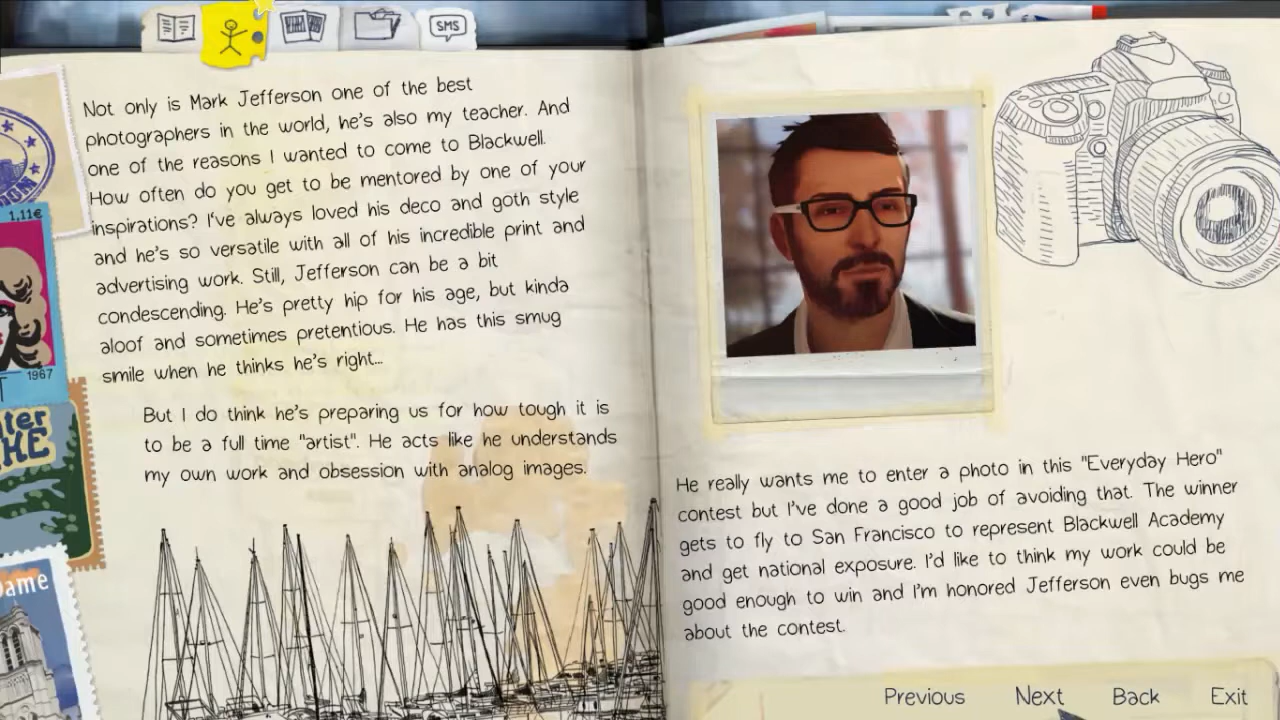 SMS
Not only is Mark Jefferson one of the best
photographers in the world, he's also my teacher. And
one of the reasons I wanted to come to Blackwell.
How often do you get to be mentored by one of your
inspirations? I've always loved his deco and goth style
and he's so versatile with all of his incredible print and
advertising work. Still, Jefferson can be a bit
condescending. He's pretty hip for his age, but kinda
aloof and sometimes pretentious. He has this smug
smile when he thinks he's right...
But I do think he's preparing us for how tough it is
to be a full time "artist". He acts like he understands
my own work and obsession with analog images.
1,11€
1967
Dame
He really wants me to enter a photo in this "Everyday Hero"
contest but I've done a good job of avoiding that. The winner
gets to fly to San Francisco to represent Blackwell Academy
and get national exposure. I'd like to think my work could be
good enough to win and I'm honored Jefferson even bugs me
about the contest.
Previous Next Back Exit